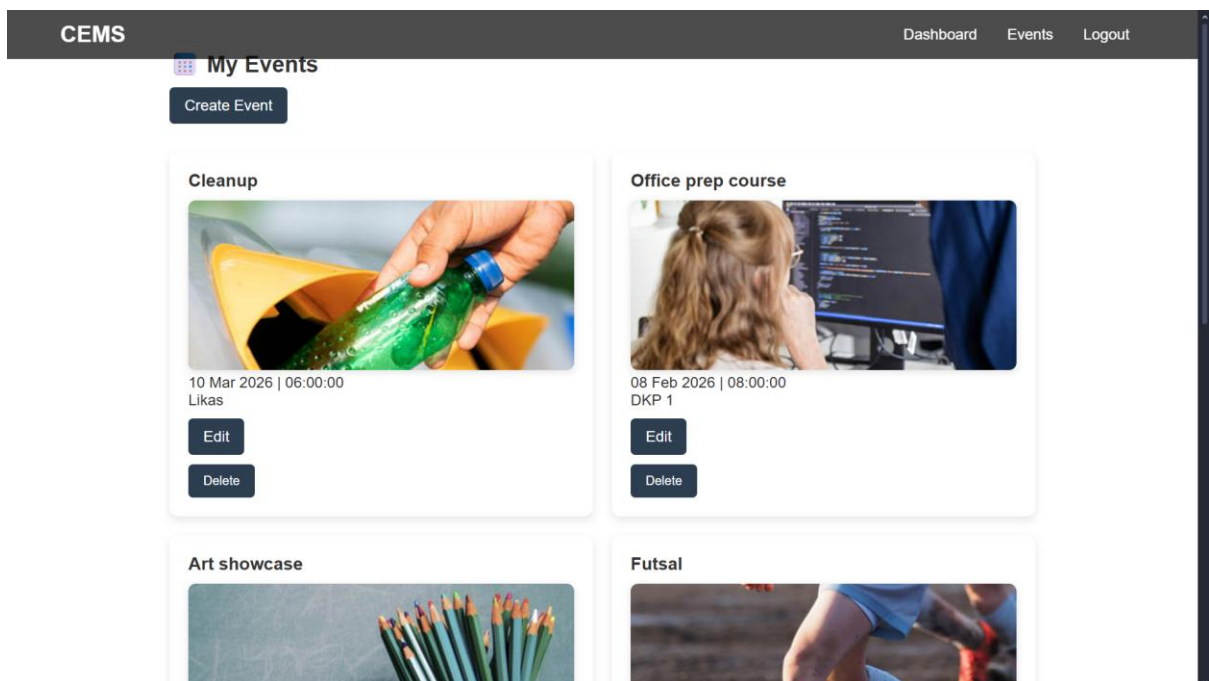 CEMS
Dashboard Events Logout
My Events
Create Event
Cleanup
10 Mar 2026 | 06:00:00
Likas
Edit
Delete
Office prep course
08 Feb 2026 | 08:00:00
DKP 1
Edit
Delete
Art showcase
Futsal